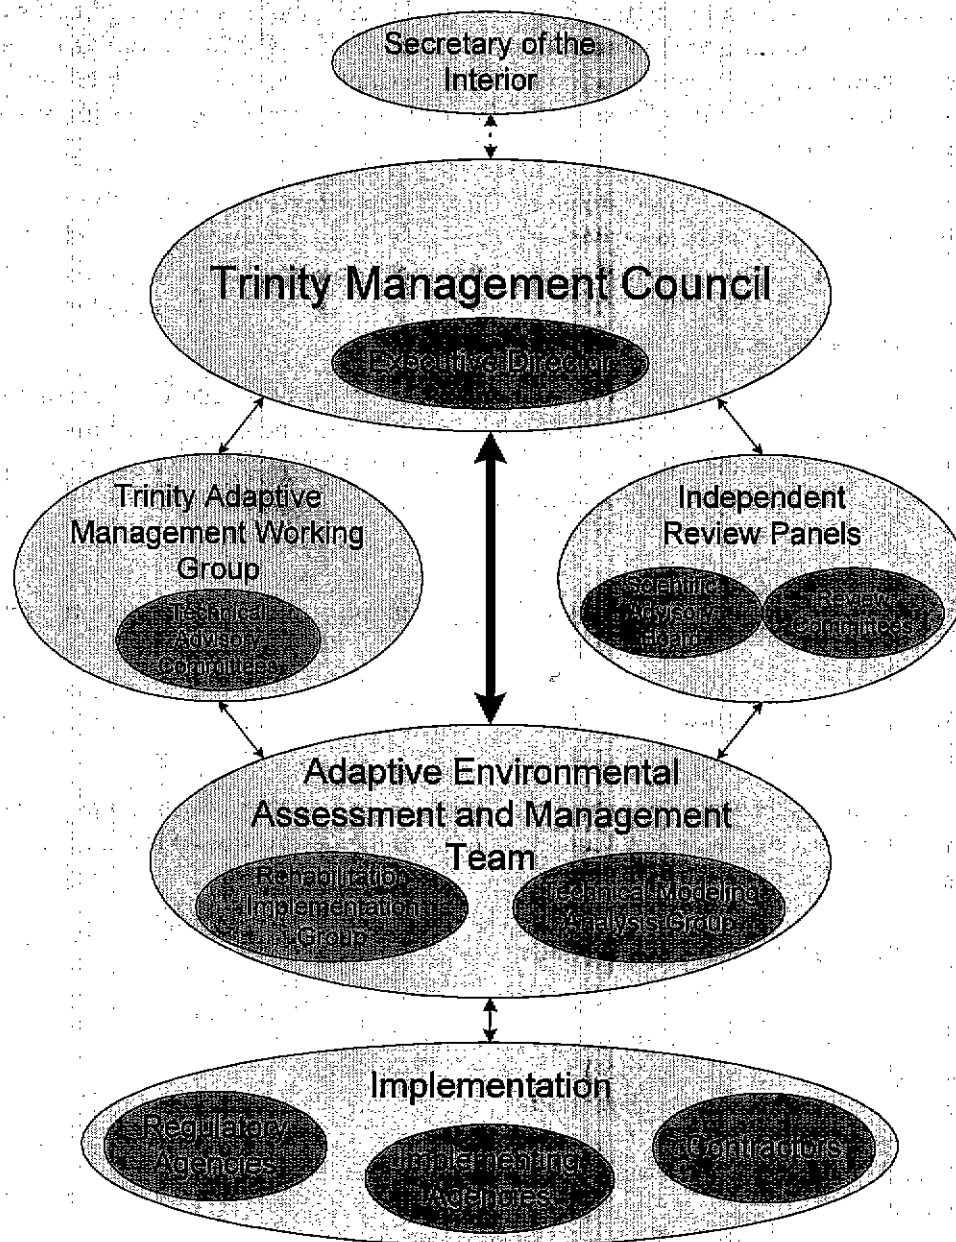 Secretary of the
Interior
Trinity Management Council
Executive Director
Trinity Adaptive
Management Working
Group
Technical
Advisory
Committees
Independent
Review Panels
Scientific
Advisory
Board
Review
Committees
Adaptive Environmental
Assessment and Management
Team
Rehabilitation
Implementation
Group
Technical Modeling
Analysis Group
Implementation
Regulatory
Agencies
Implementing
Agencies
Contractors